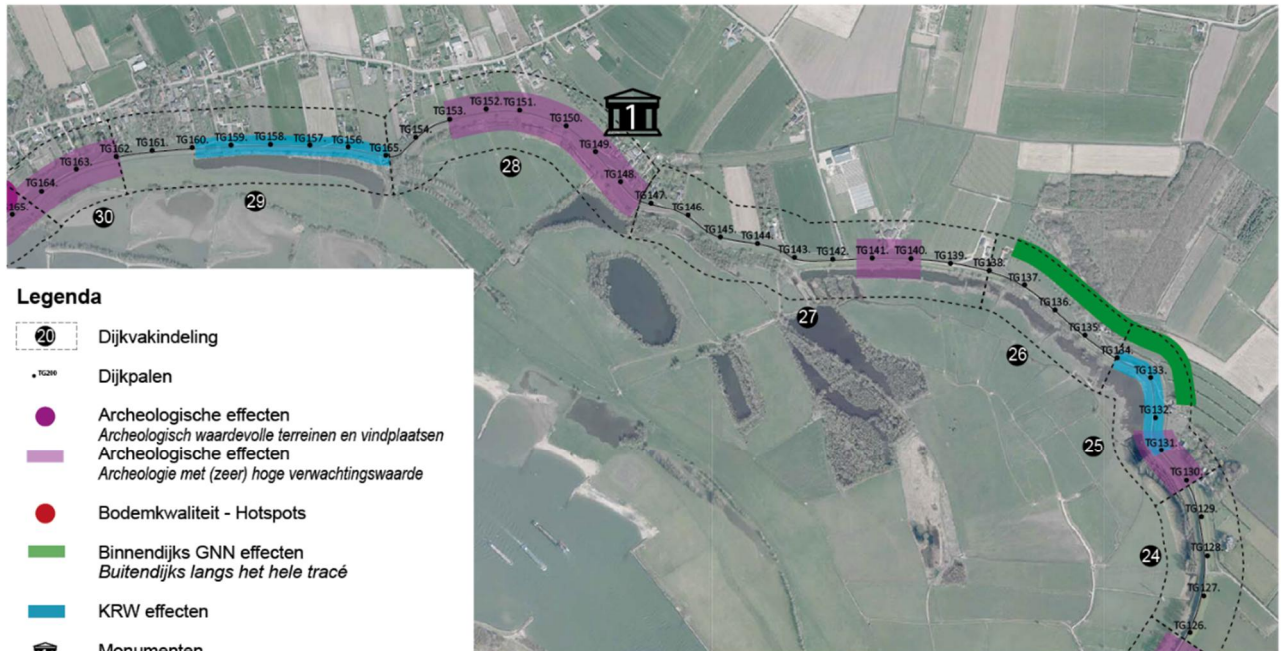 TG152.
TG151.
TG153.
TG150.
1
TG154.
TG149.
TG159.
TG158.
TG157.
TG156.
TG160.
TG161.
TG162.
TG165.
TG163.
28
TG148.
TG164.
29
TG147.
165.
30
TG146.
TG145.
TG144.
TG143.
TG142.
TG141.
TG140.
TG139.
TG138.
TG137.
TG136.
27
TG135.
26
TG134.
TG133.
TG132.
25
TG131.
TG130.
TG129.
24
TG128.
TG127.
TG126.
Legenda
20
Dijkvakindeling
TG200
Dijkpalen
Archeologische effecten
Archeologisch waardevolle terreinen en vindplaatsen
Archeologische effecten
Archeologie met (zeer) hoge verwachtingswaarde
Bodemkwaliteit - Hotspots
Binnendijks GNN effecten
Buitendijks langs het hele tracé
KRW effecten
Monumenten